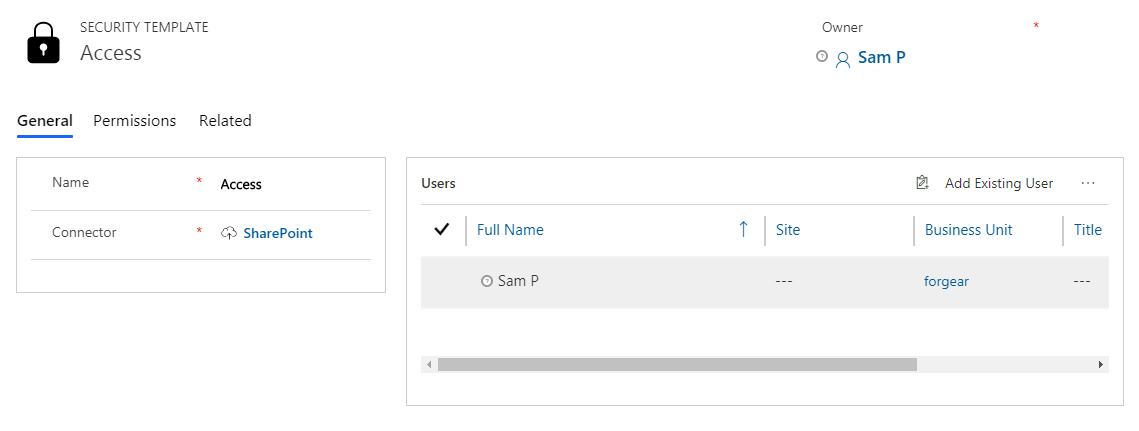 SECURITY TEMPLATE
Access
Owner *
Sam P
General Permissions Related
Name * Access
Connector * SharePoint
Users Add Existing User ...
Full Name ↑ Site Business Unit Title
Sam P --- forgear ---